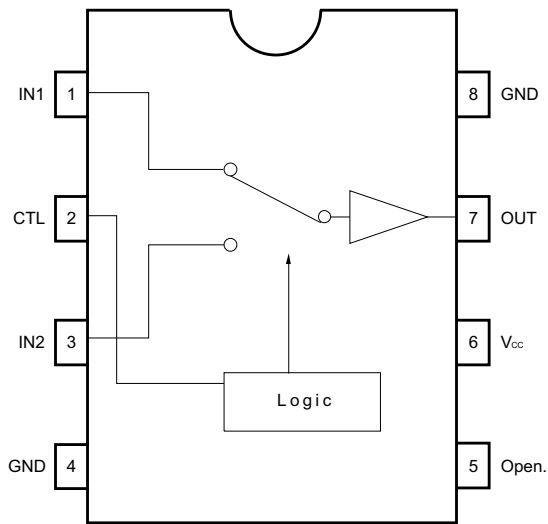 IN1 1
8 GND
CTL 2
7 OUT
IN2 3
6 Vcc
Logic
GND 4
5 Open.